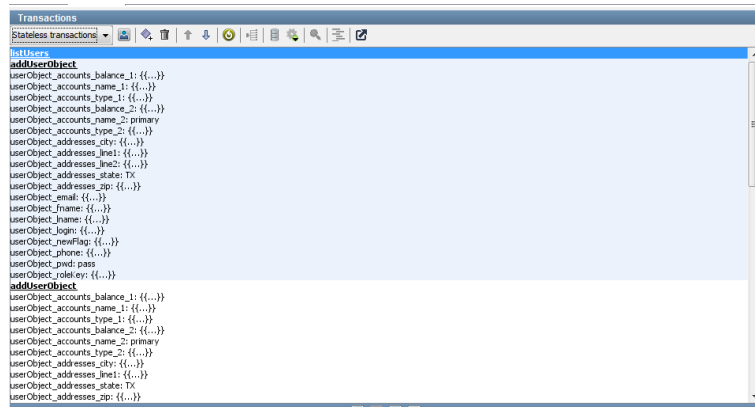 Transactions
Stateless transactions
listUsers
addUserObject
userObject_accounts_balance_1: {{...}}
userObject_accounts_name_1: {{...}}
userObject_accounts_type_1: {{...}}
userObject_accounts_balance_2: {{...}}
userObject_accounts_name_2: primary
userObject_accounts_type_2: {{...}}
userObject_addresses_city: {{...}}
userObject_addresses_line1: {{...}}
userObject_addresses_line2: {{...}}
userObject_addresses_state: TX
userObject_addresses_zip: {{...}}
userObject_email: {{...}}
userObject_fname: {{...}}
userObject_lname: {{...}}
userObject_login: {{...}}
userObject_newFlag: {{...}}
userObject_phone: {{...}}
userObject_pwd: pass
userObject_roleKey: {{...}}
addUserObject
userObject_accounts_balance_1: {{...}}
userObject_accounts_name_1: {{...}}
userObject_accounts_type_1: {{...}}
userObject_accounts_balance_2: {{...}}
userObject_accounts_name_2: primary
userObject_accounts_type_2: {{...}}
userObject_addresses_city: {{...}}
userObject_addresses_line1: {{...}}
userObject_addresses_state: TX
userObject_addresses_zip: {{...}}